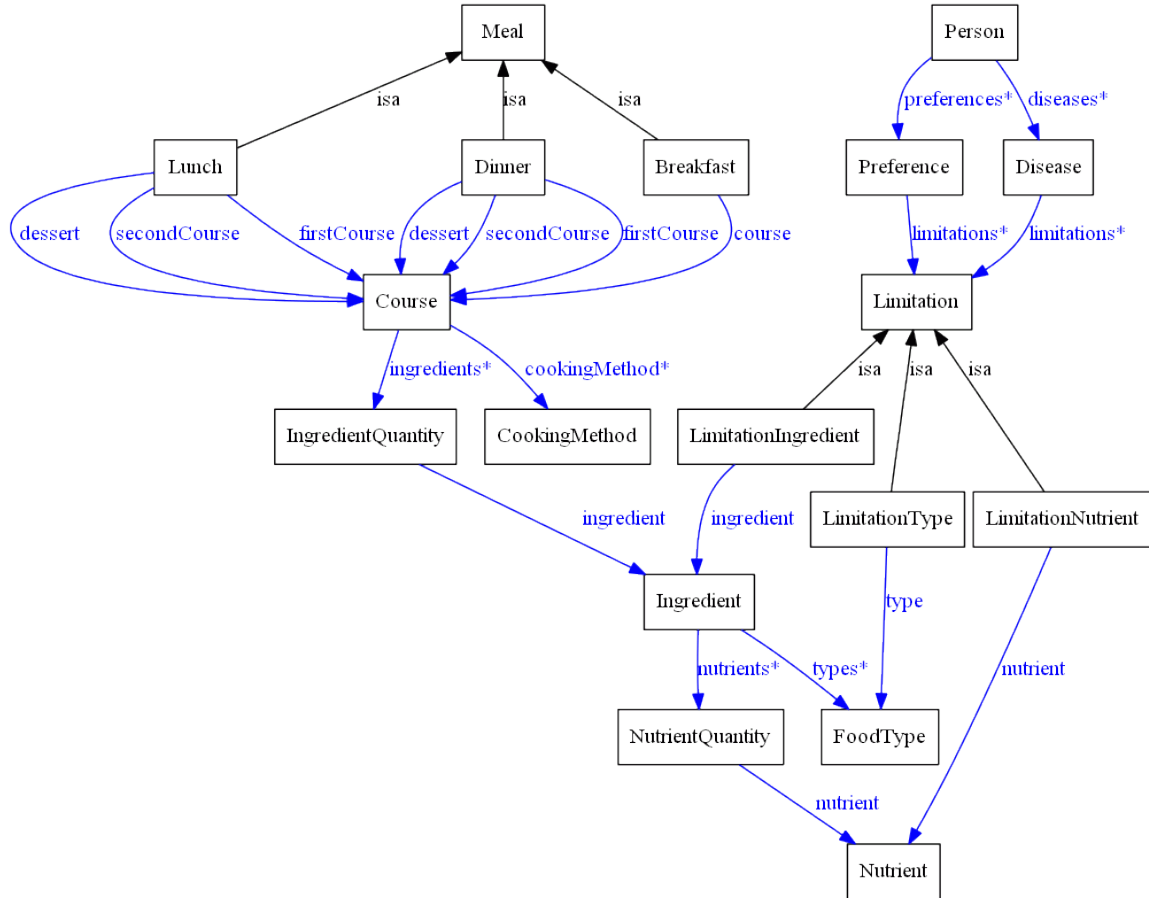 Meal
Person
isa
isa
isa
preferences*
diseases*
Lunch
Dinner
Breakfast
Preference
Disease
dessert
secondCourse
firstCourse
dessert
secondCourse
firstCourse
course
limitations*
limitations*
Course
Limitation
ingredients*
cookingMethod*
isa
isa
isa
IngredientQuantity
CookingMethod
LimitationIngredient
ingredient
ingredient
LimitationType
LimitationNutrient
Ingredient
type
nutrients*
types*
nutrient
NutrientQuantity
FoodType
nutrient
Nutrient